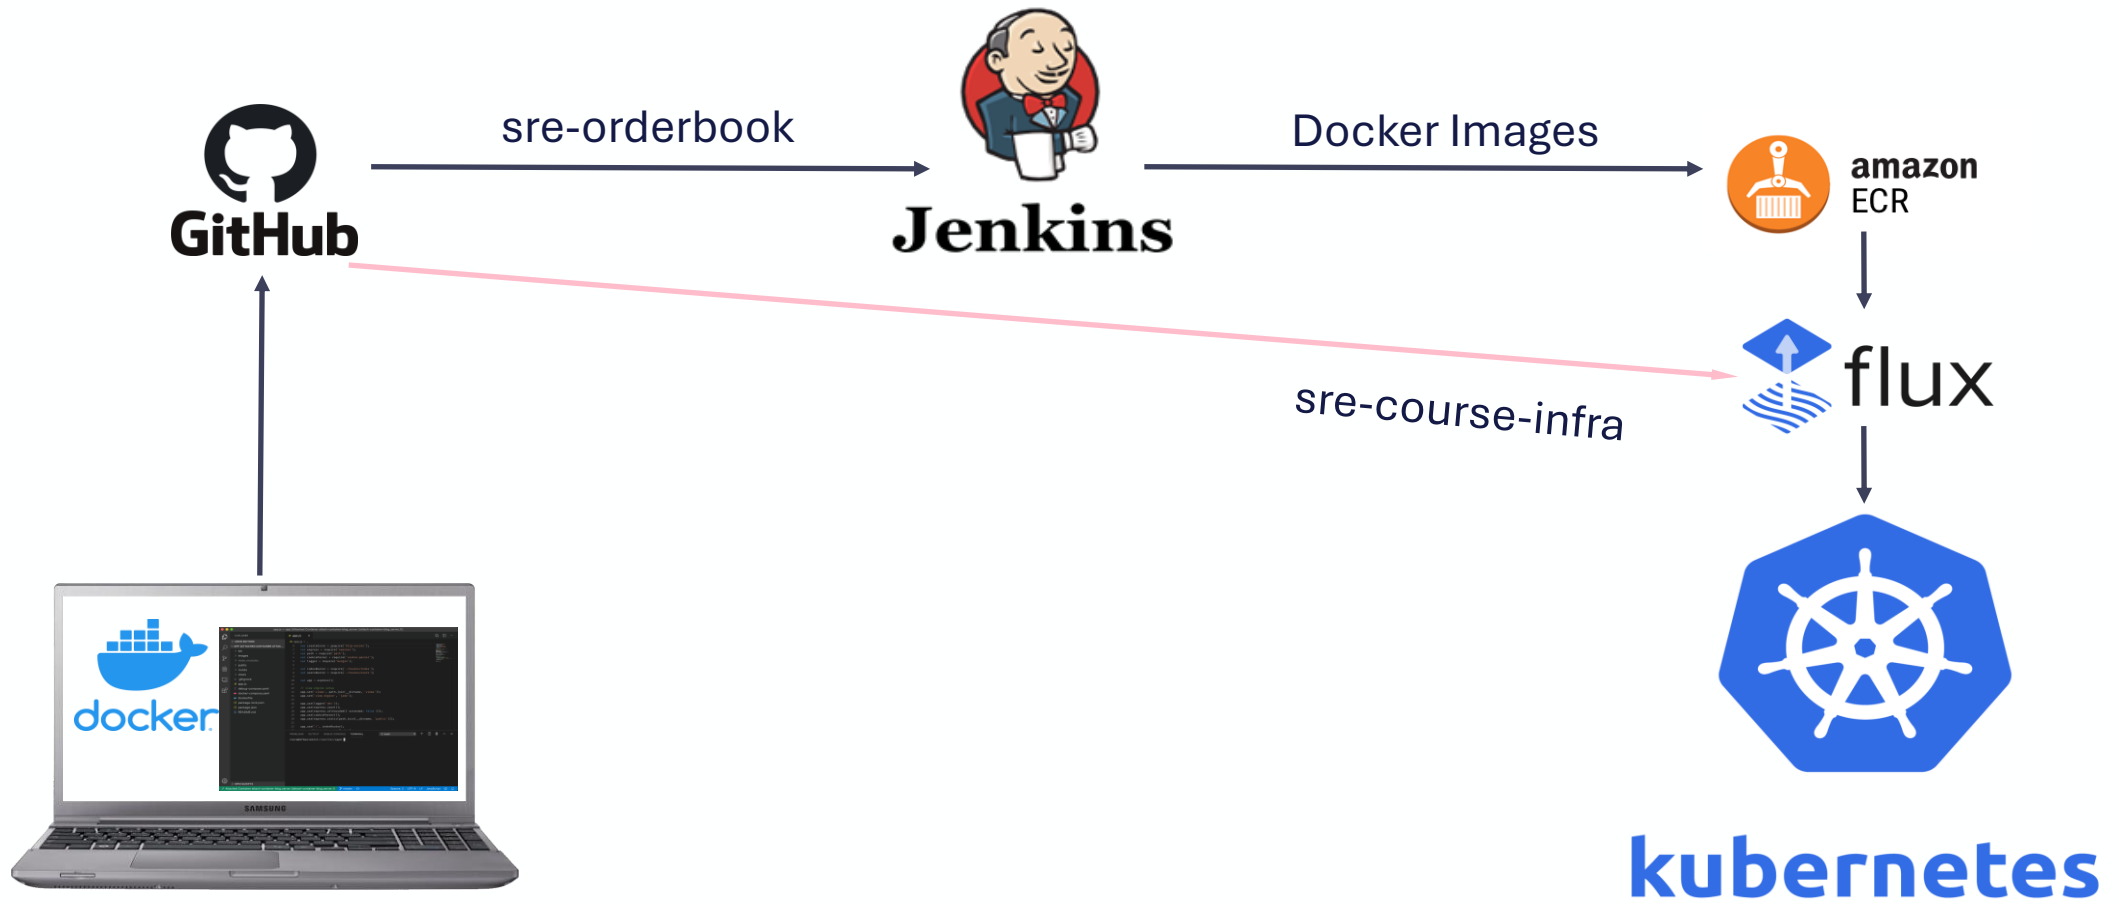 sre-orderbook
Docker Images
GitHub
Jenkins
amazon
ECR
flux
sre-course-infra
docker
SAMSUNG
kubernetes